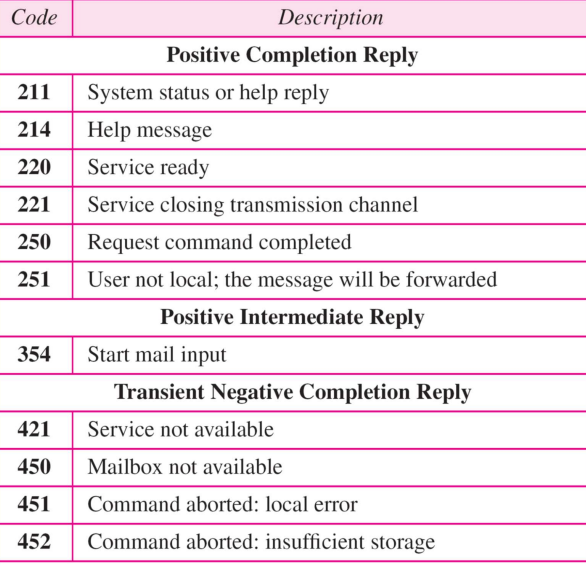 Code Description
Positive Completion Reply
211 System status or help reply
214 Help message
220 Service ready
221 Service closing transmission channel
250 Request command completed
251 User not local; the message will be forwarded
Positive Intermediate Reply
354 Start mail input
Transient Negative Completion Reply
421 Service not available
450 Mailbox not available
451 Command aborted: local error
452 Command aborted: insufficient storage